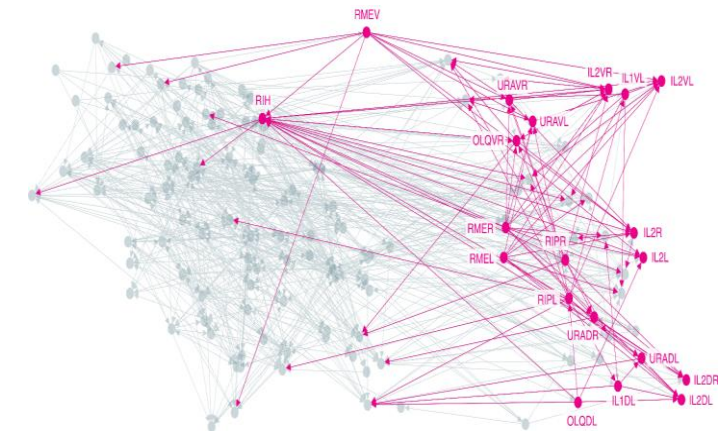 RMEV
IL2VR
IL1VL
IL2VL
URAVR
RIH
URAVL
OLQVR
RMER
RIPR
IL2R
RMEL
IL2L
RIPL
URADR
URADL
IL2DR
IL1DL
IL2DL
OLQDL